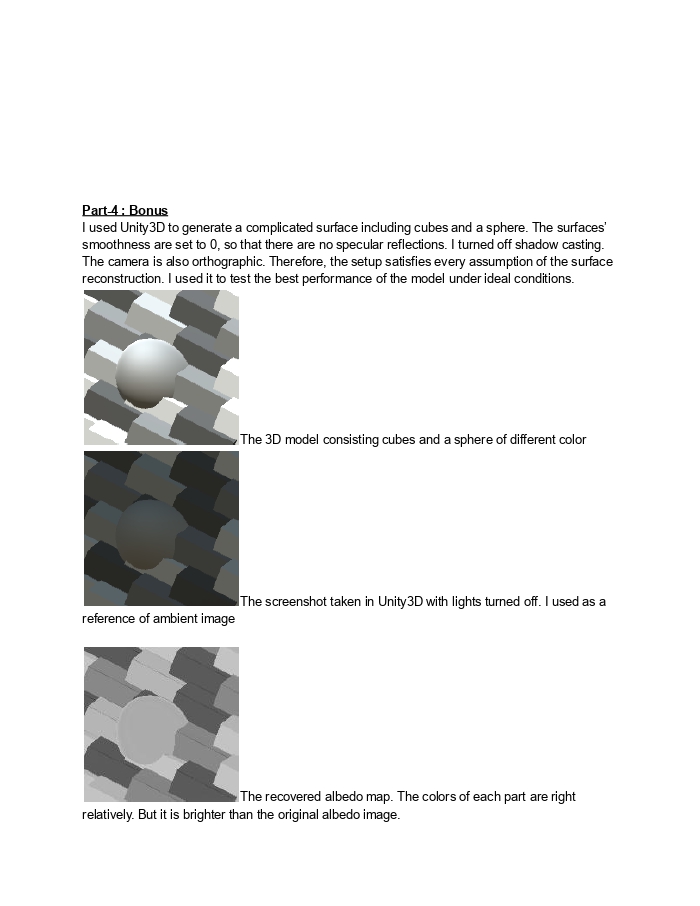 Part-4 : Bonus
I used Unity3D to generate a complicated surface including cubes and a sphere. The surfaces’
smoothness are set to 0, so that there are no specular reflections. I turned off shadow casting.
The camera is also orthographic. Therefore, the setup satisfies every assumption of the surface
reconstruction. I used it to test the best performance of the model under ideal conditions.
The 3D model consisting cubes and a sphere of different color
The screenshot taken in Unity3D with lights turned off. I used as a
reference of ambient image
The recovered albedo map. The colors of each part are right
relatively. But it is brighter than the original albedo image.